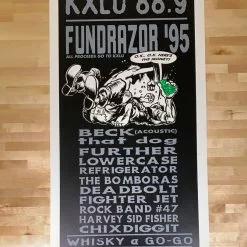 KXLU 88.9
FUNDRAZOR '95
ALL PROCEEDS GO TO KXLU
O.K., O.K. HERE'S
THE MONEY!!
BECK (ACOUSTIC)
that dog
FURTHER
LOWERCASE
REFRIGERATOR
THE BOMBORAS
DEADBOLT
FIGHTER JET
ROCK BAND #47
HARVEY SID FISHER
CHIXDIGGIT
WHISKY a GO-GO